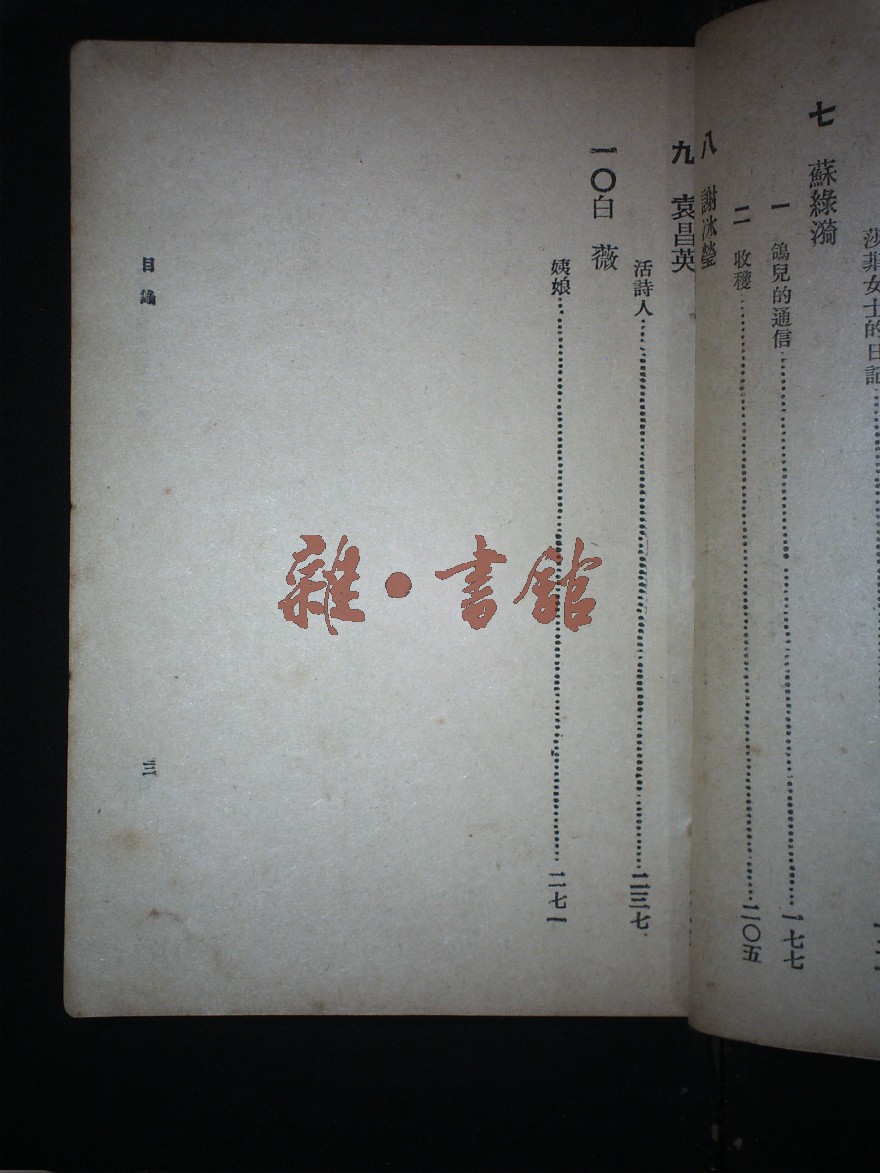 莎菲女士的日記
七 蘇綠漪
一 鴿兒的通信 一七七
二 收穫 二〇五
八 謝冰瑩
九 袁昌英
活詩人 二三七
一〇 白薇
姨娘 二七一
目錄
三
雜·書館